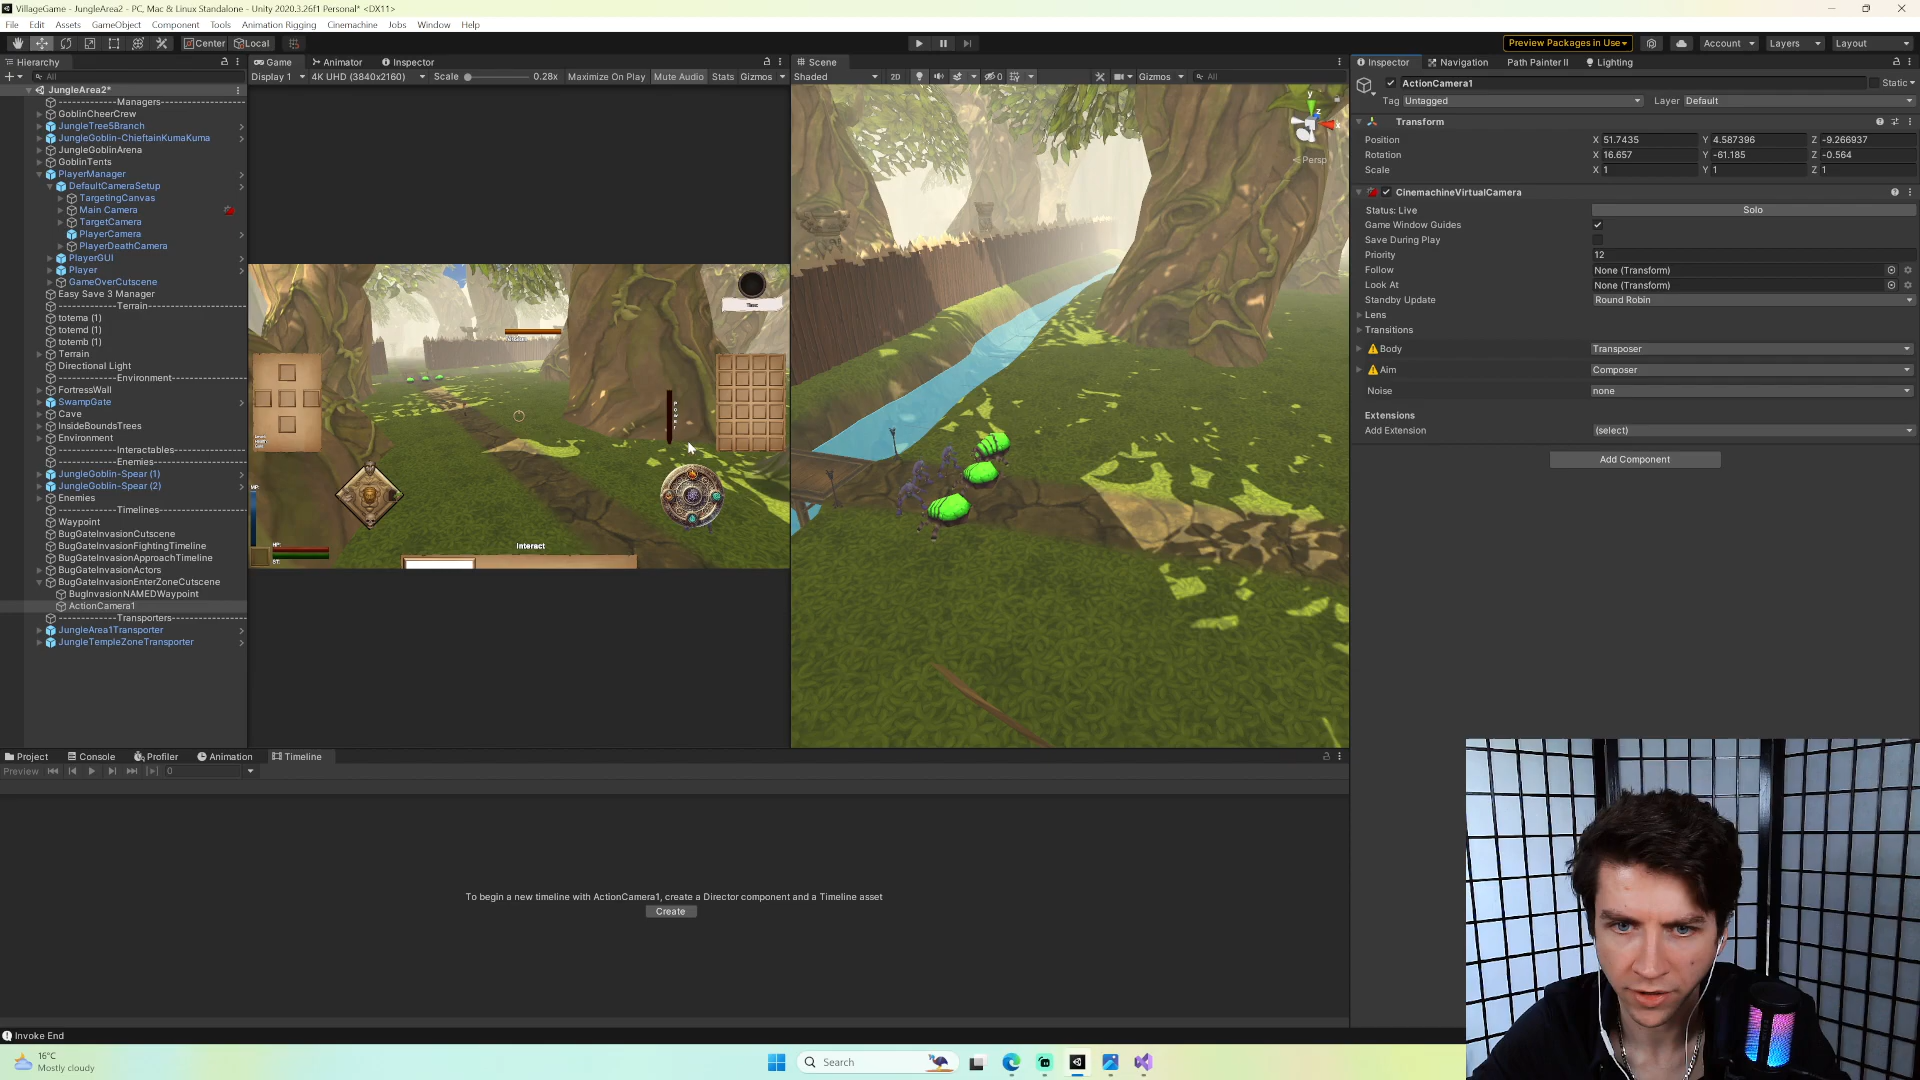 VillageGame - JungleArea2 - PC, Mac & Linux Standalone - Unity 2020.3.26f1 Personal* <DX11>
File Edit Assets GameObject Component Tools Animation Rigging Cinemachine Jobs Window Help
Center Local
Preview Packages in Use Account Layers Layout
Hierarchy
All
JungleArea2*
----------------Managers----------------
GoblinCheerCrew
JungleTree5Branch
JungleGoblin-ChieftainKumaKuma
JungleGoblinArena
GoblinTents
PlayerManager
DefaultCameraSetup
TargetingCanvas
Main Camera
TargetCamera
PlayerCamera
PlayerDeathCamera
PlayerGUI
Player
GameOverCutscene
Easy Save 3 Manager
----------------Terrain----------------
totema (1)
totemd (1)
totemb (1)
Terrain
Directional Light
----------------Environment----------------
FortressWall
SwampGate
Cave
InsideBoundsTrees
Environment
----------------Interactables----------------
----------------Enemies----------------
JungleGoblin-Spear (1)
JungleGoblin-Spear (2)
Enemies
----------------Timelines----------------
Waypoint
BugGateInvasionCutscene
BugGateInvasionFightingTimeline
BugGateInvasionApproachTimeline
BugGateInvasionActors
BugGateInvasionEnterZoneCutscene
BugInvasionNAMEDWaypoint
ActionCamera1
----------------Transporters----------------
JungleArea1Transporter
JungleTempleZoneTransporter
Game Animator Inspector
Display 1 4K UHD (3840x2160) Scale 0.28x Maximize On Play Mute Audio Stats Gizmos
MP:
HP:
ST:
Interact
Scene
Shaded 2D 0 Gizmos All
y
z
x
Persp
Inspector Navigation Path Painter II Lighting
ActionCamera1 Static
Tag Untagged Layer Default
Transform
Position X 51.7435 Y 4.587396 Z -9.266937
Rotation X 16.657 Y -61.185 Z -0.564
Scale X 1 Y 1 Z 1
CinemachineVirtualCamera
Status: Live Solo
Game Window Guides
Save During Play
Priority 12
Follow None (Transform)
Look At None (Transform)
Standby Update Round Robin
Lens
Transitions
Body Transposer
Aim Composer
Noise none
Extensions
Add Extension (select)
Add Component
Project Console Profiler Animation Timeline
Preview 0
To begin a new timeline with ActionCamera1, create a Director component and a Timeline asset
Create
Invoke End
16°C
Mostly cloudy
Search